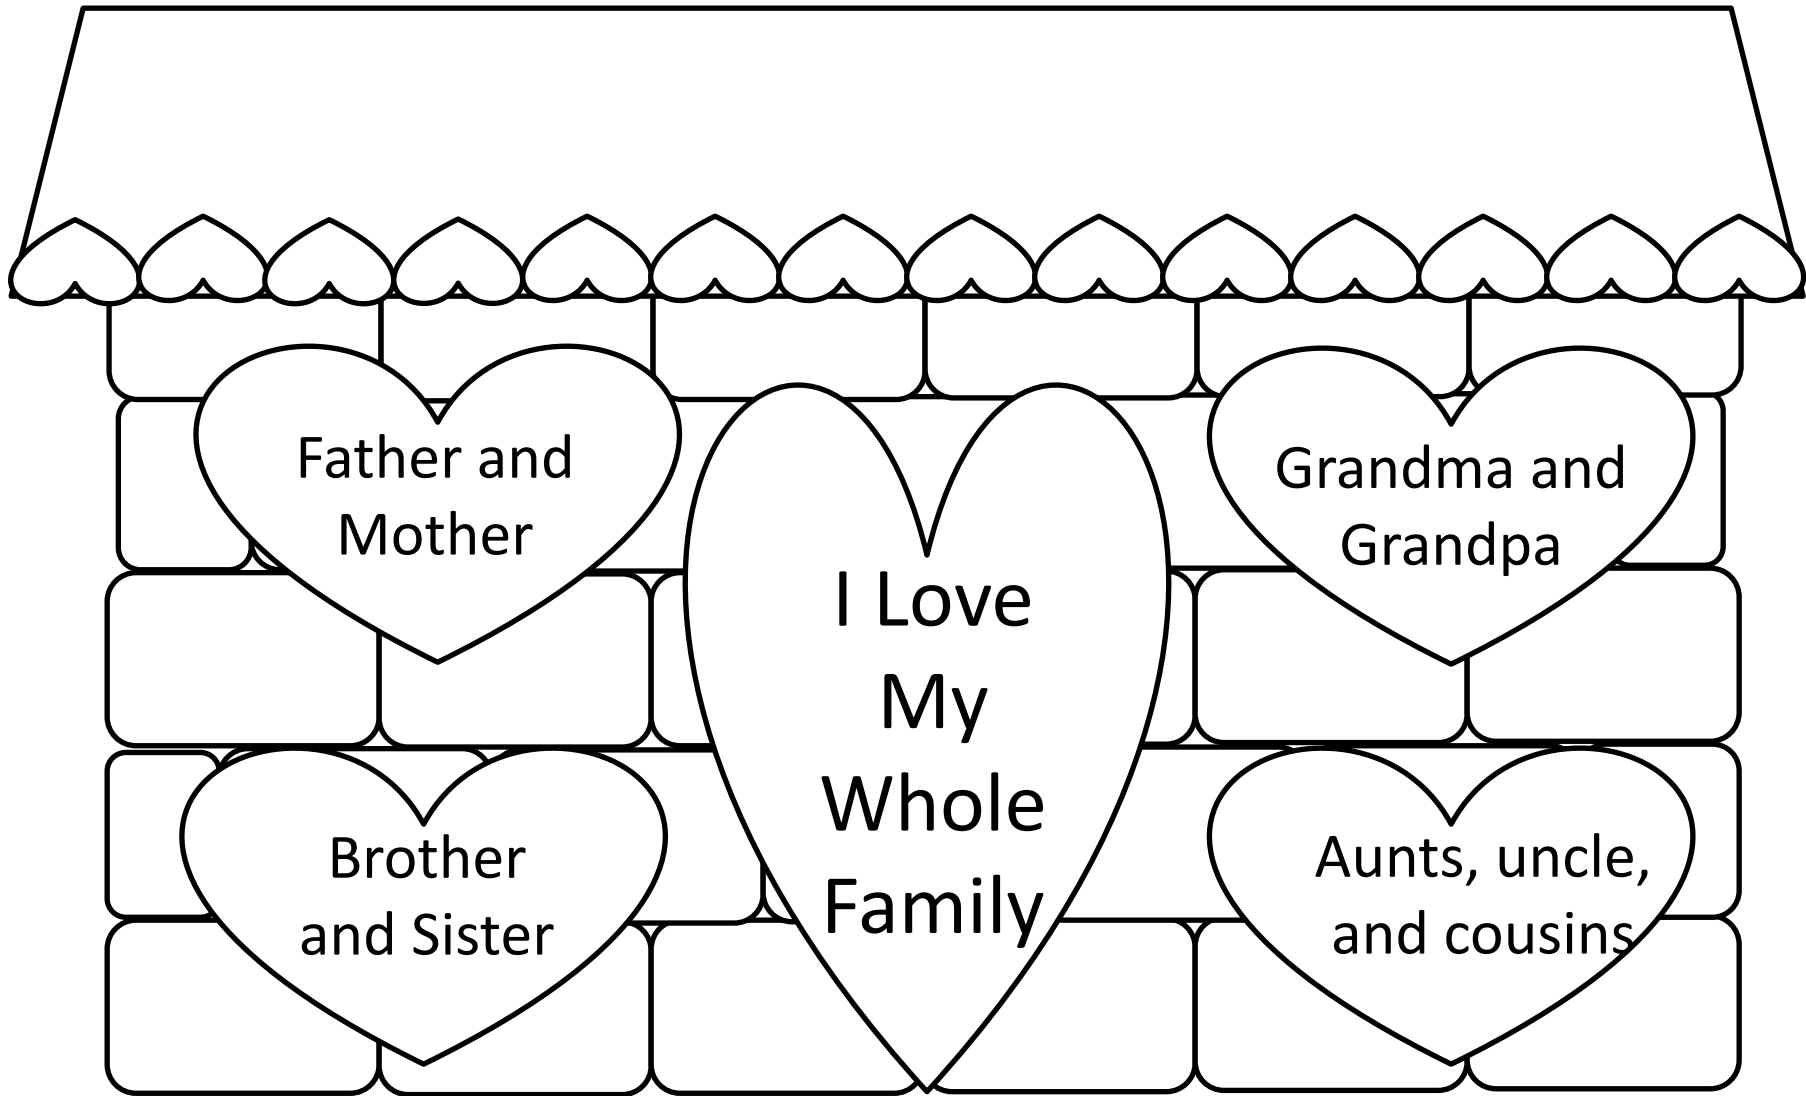 Father and
Mother
Grandma and
Grandpa
I Love
My
Whole
Family
Brother
and Sister
Aunts, uncle,
and cousins